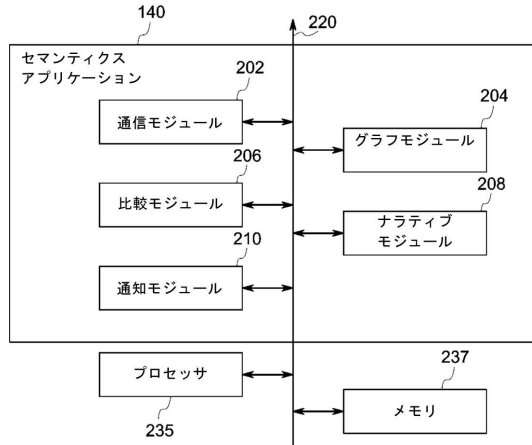 140
220
セマンティクス
アプリケーション
202
通信モジュール
204
グラフモジュール
206
比較モジュール
208
ナラティブ
モジュール
210
通知モジュール
プロセッサ
235
237
メモリ